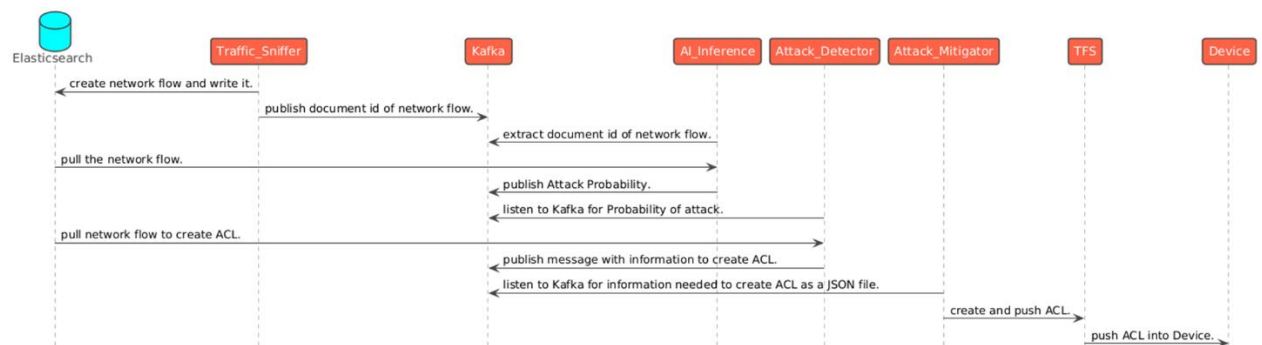 Elasticsearch
Traffic_Sniffer
Kafka
AI_Inference
Attack_Detector
Attack_Mitigator
TFS
Device
create network flow and write it.
publish document id of network flow.
extract document id of network flow.
pull the network flow.
publish Attack Probability.
listen to Kafka for Probability of attack.
pull network flow to create ACL.
publish message with information to create ACL.
listen to Kafka for information needed to create ACL as a JSON file.
create and push ACL.
push ACL into Device.